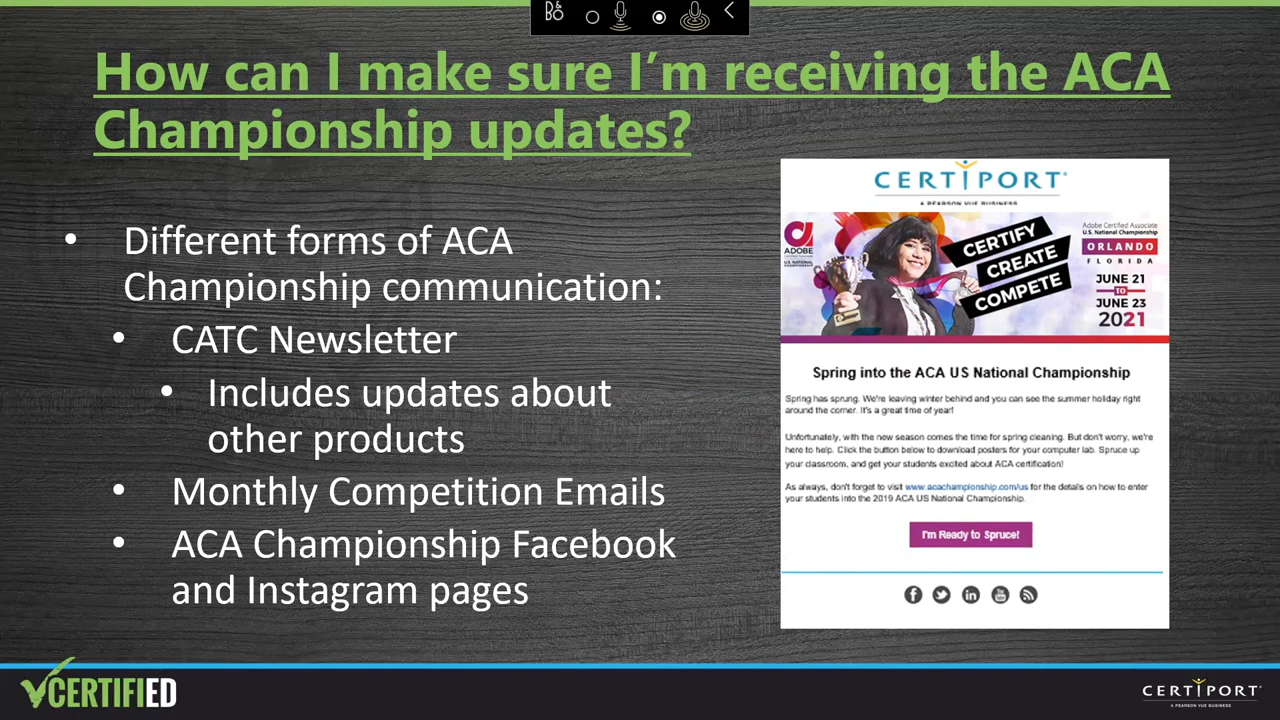 B&
BO
How can I make sure I’m receiving the ACA
Championship updates?
• Different forms of ACA
Championship communication:
• CATC Newsletter
• Includes updates about
other products
• Monthly Competition Emails
• ACA Championship Facebook
and Instagram pages
CERTIPORT®
A PEARSON VUE BUSINESS
ADOBE
CERTIFY
CREATE
COMPETE
Adobe Certified Associate
U.S. National Championship
ORLANDO
FLORIDA
JUNE 21
TO
JUNE 23
2021
Spring into the ACA US National Championship
Spring has sprung. We're leaving winter behind and you can see the summer holiday right
around the corner. It's a great time of year!
Unfortunately, with the new season comes the time for spring cleaning. But don't worry, we're
here to help. Click the button below to download posters for your computer lab. Spruce up
your classroom, and get your students excited about ACA certification!
As always, don't forget to visit www.acachampionship.com/us for the details on how to enter
your students into the 2019 ACA US National Championship.
I'm Ready to Spruce!
CERTIFIED
CERTIPORT
A PEARSON VUE BUSINESS